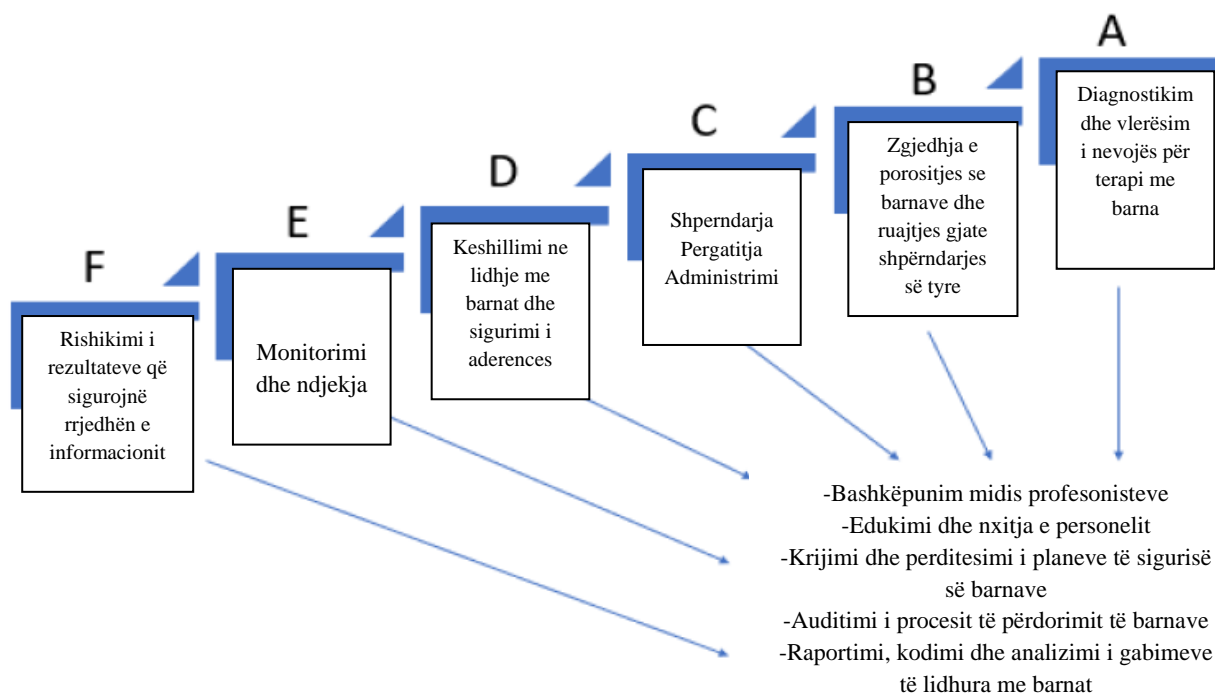 A
Diagnostikim
dhe vlerësim
i nevojës për
terapi me
barna
B
Zgjedhja e
porositjes se
barnave dhe
ruajtjes gjate
shpërndarjes
së tyre
C
Shperndarja
Pergatitja
Administrimi
D
Keshillimi ne
lidhje me
barnat dhe
sigurimi i
aderences
E
Monitorimi
dhe ndjekja
F
Rishikimi i
rezultateve që
sigurojnë
rrjedhën e
informacionit
-Bashkëpunim midis profesonisteve
-Edukimi dhe nxitja e personelit
-Krijimi dhe perditesimi i planeve të sigurisë
së barnave
-Auditimi i procesit të përdorimit të barnave
-Raportimi, kodimi dhe analizimi i gabimeve
të lidhura me barnat